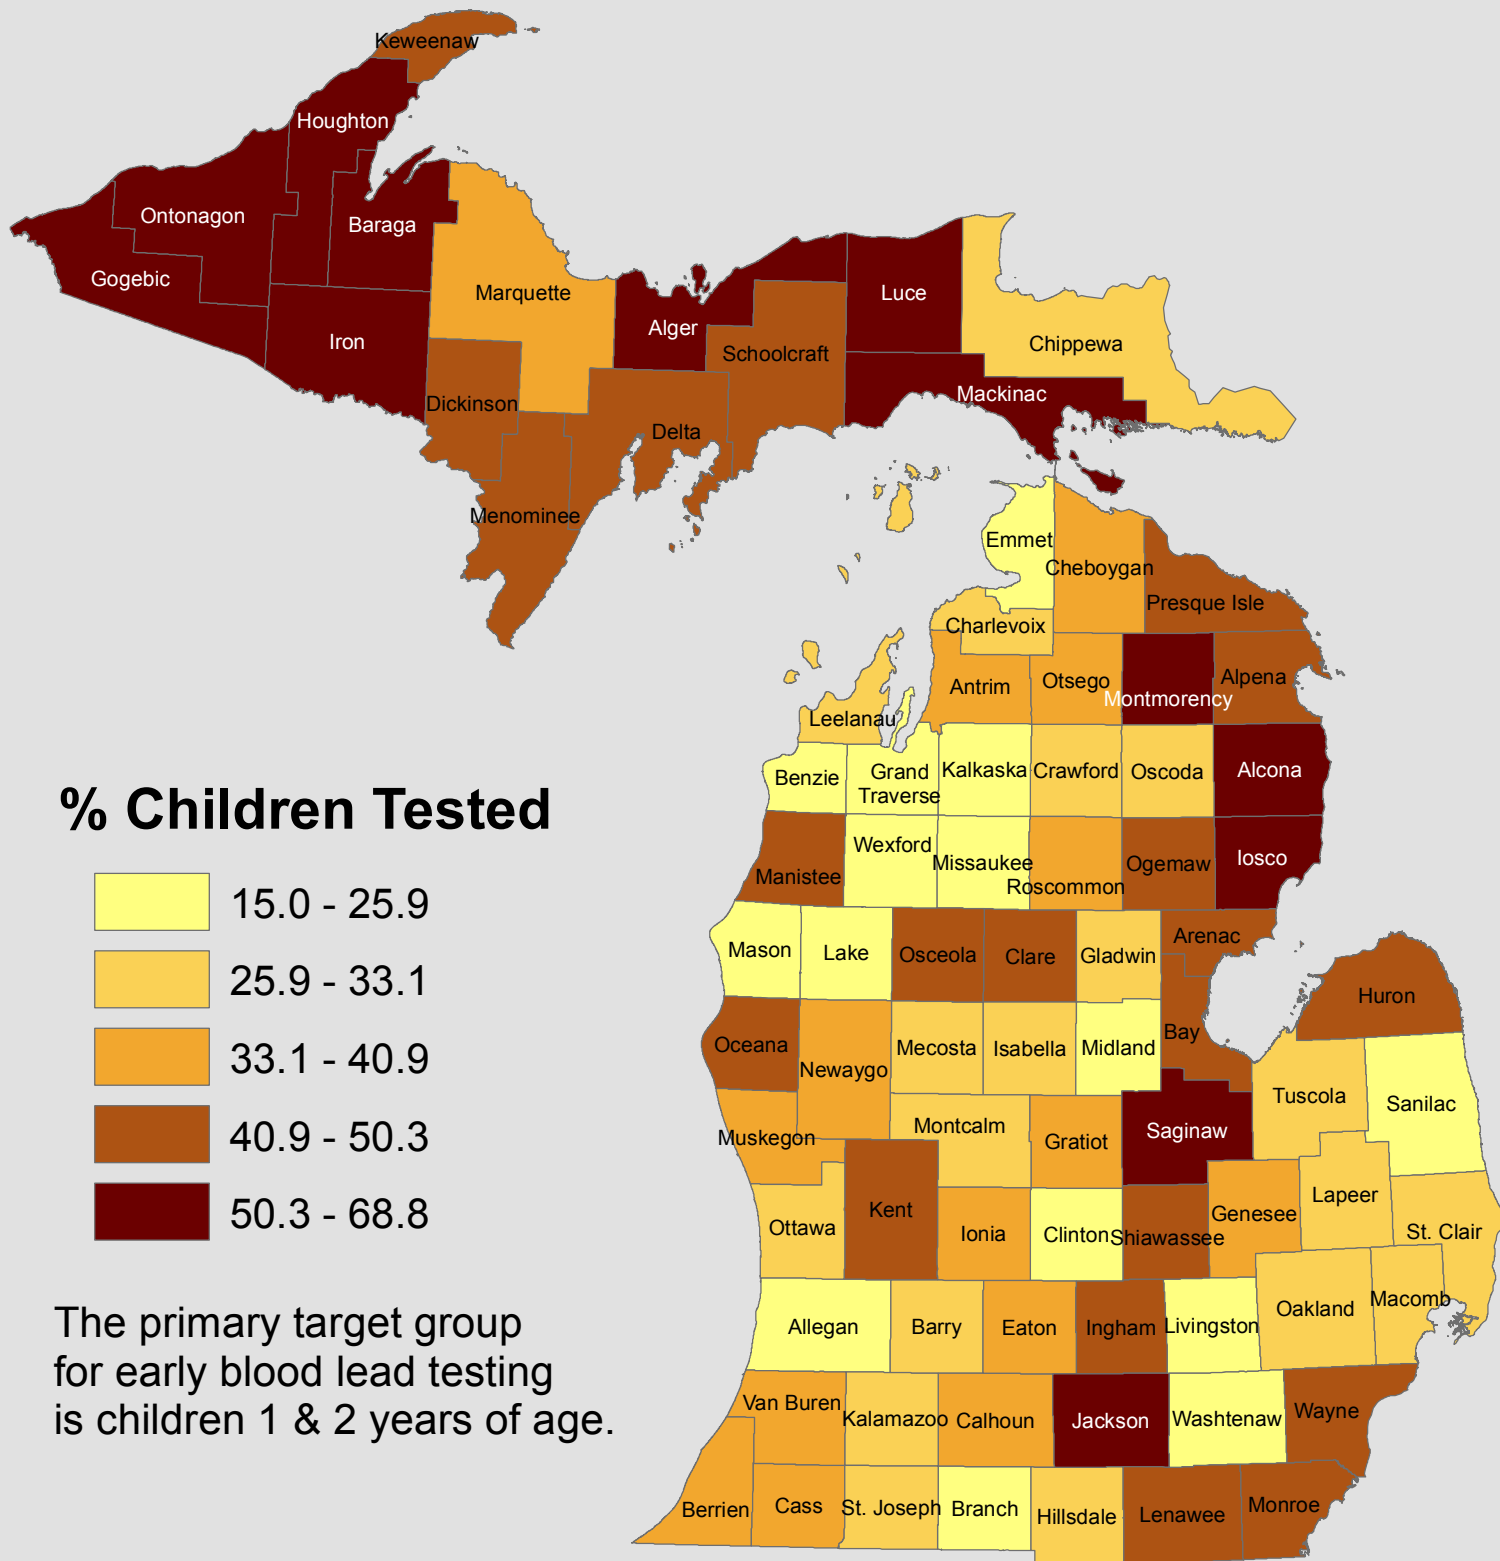 Keweenaw
Houghton
Ontonagon
Baraga
Gogebic
Marquette
Luce
Alger
Iron
Chippewa
Schoolcraft
Mackinac
Dickinson
Delta
Menominee
Emmet
Cheboygan
Presque Isle
Charlevoix
Antrim
Otsego
Montmorency
Alpena
Leelanau
Benzie
Grand
Traverse
Kalkaska
Crawford
Oscoda
Alcona
Manistee
Wexford
Missaukee
Roscommon
Ogemaw
Iosco
Mason
Lake
Osceola
Clare
Gladwin
Arenac
Huron
Oceana
Newaygo
Mecosta
Isabella
Midland
Bay
Tuscola
Sanilac
Muskegon
Montcalm
Gratiot
Saginaw
Ottawa
Kent
Ionia
Clinton
Shiawassee
Genesee
Lapeer
St. Clair
Allegan
Barry
Eaton
Ingham
Livingston
Oakland
Macomb
Van Buren
Kalamazoo
Calhoun
Jackson
Washtenaw
Wayne
Berrien
Cass
St. Joseph
Branch
Hillsdale
Lenawee
Monroe
% Children Tested
15.0 - 25.9
25.9 - 33.1
33.1 - 40.9
40.9 - 50.3
50.3 - 68.8
The primary target group
for early blood lead testing
is children 1 & 2 years of age.